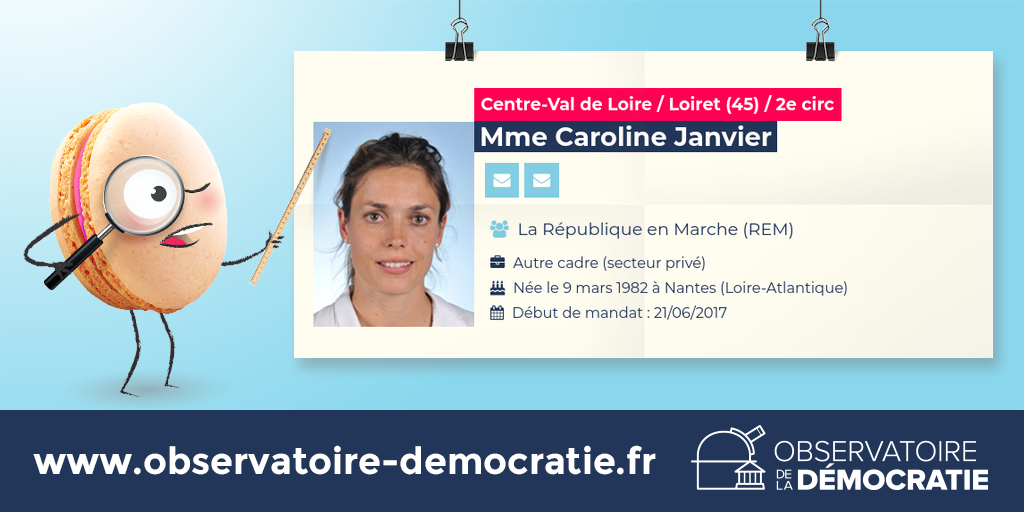 Centre-Val de Loire / Loiret (45) / 2e circ
Mme Caroline Janvier
La République en Marche (REM)
Autre cadre (secteur privé)
Née le 9 mars 1982 à Nantes (Loire-Atlantique)
Début de mandat : 21/06/2017
www.observatoire-democratie.fr
OBSERVATOIRE
DE LA DÉMOCRATIE